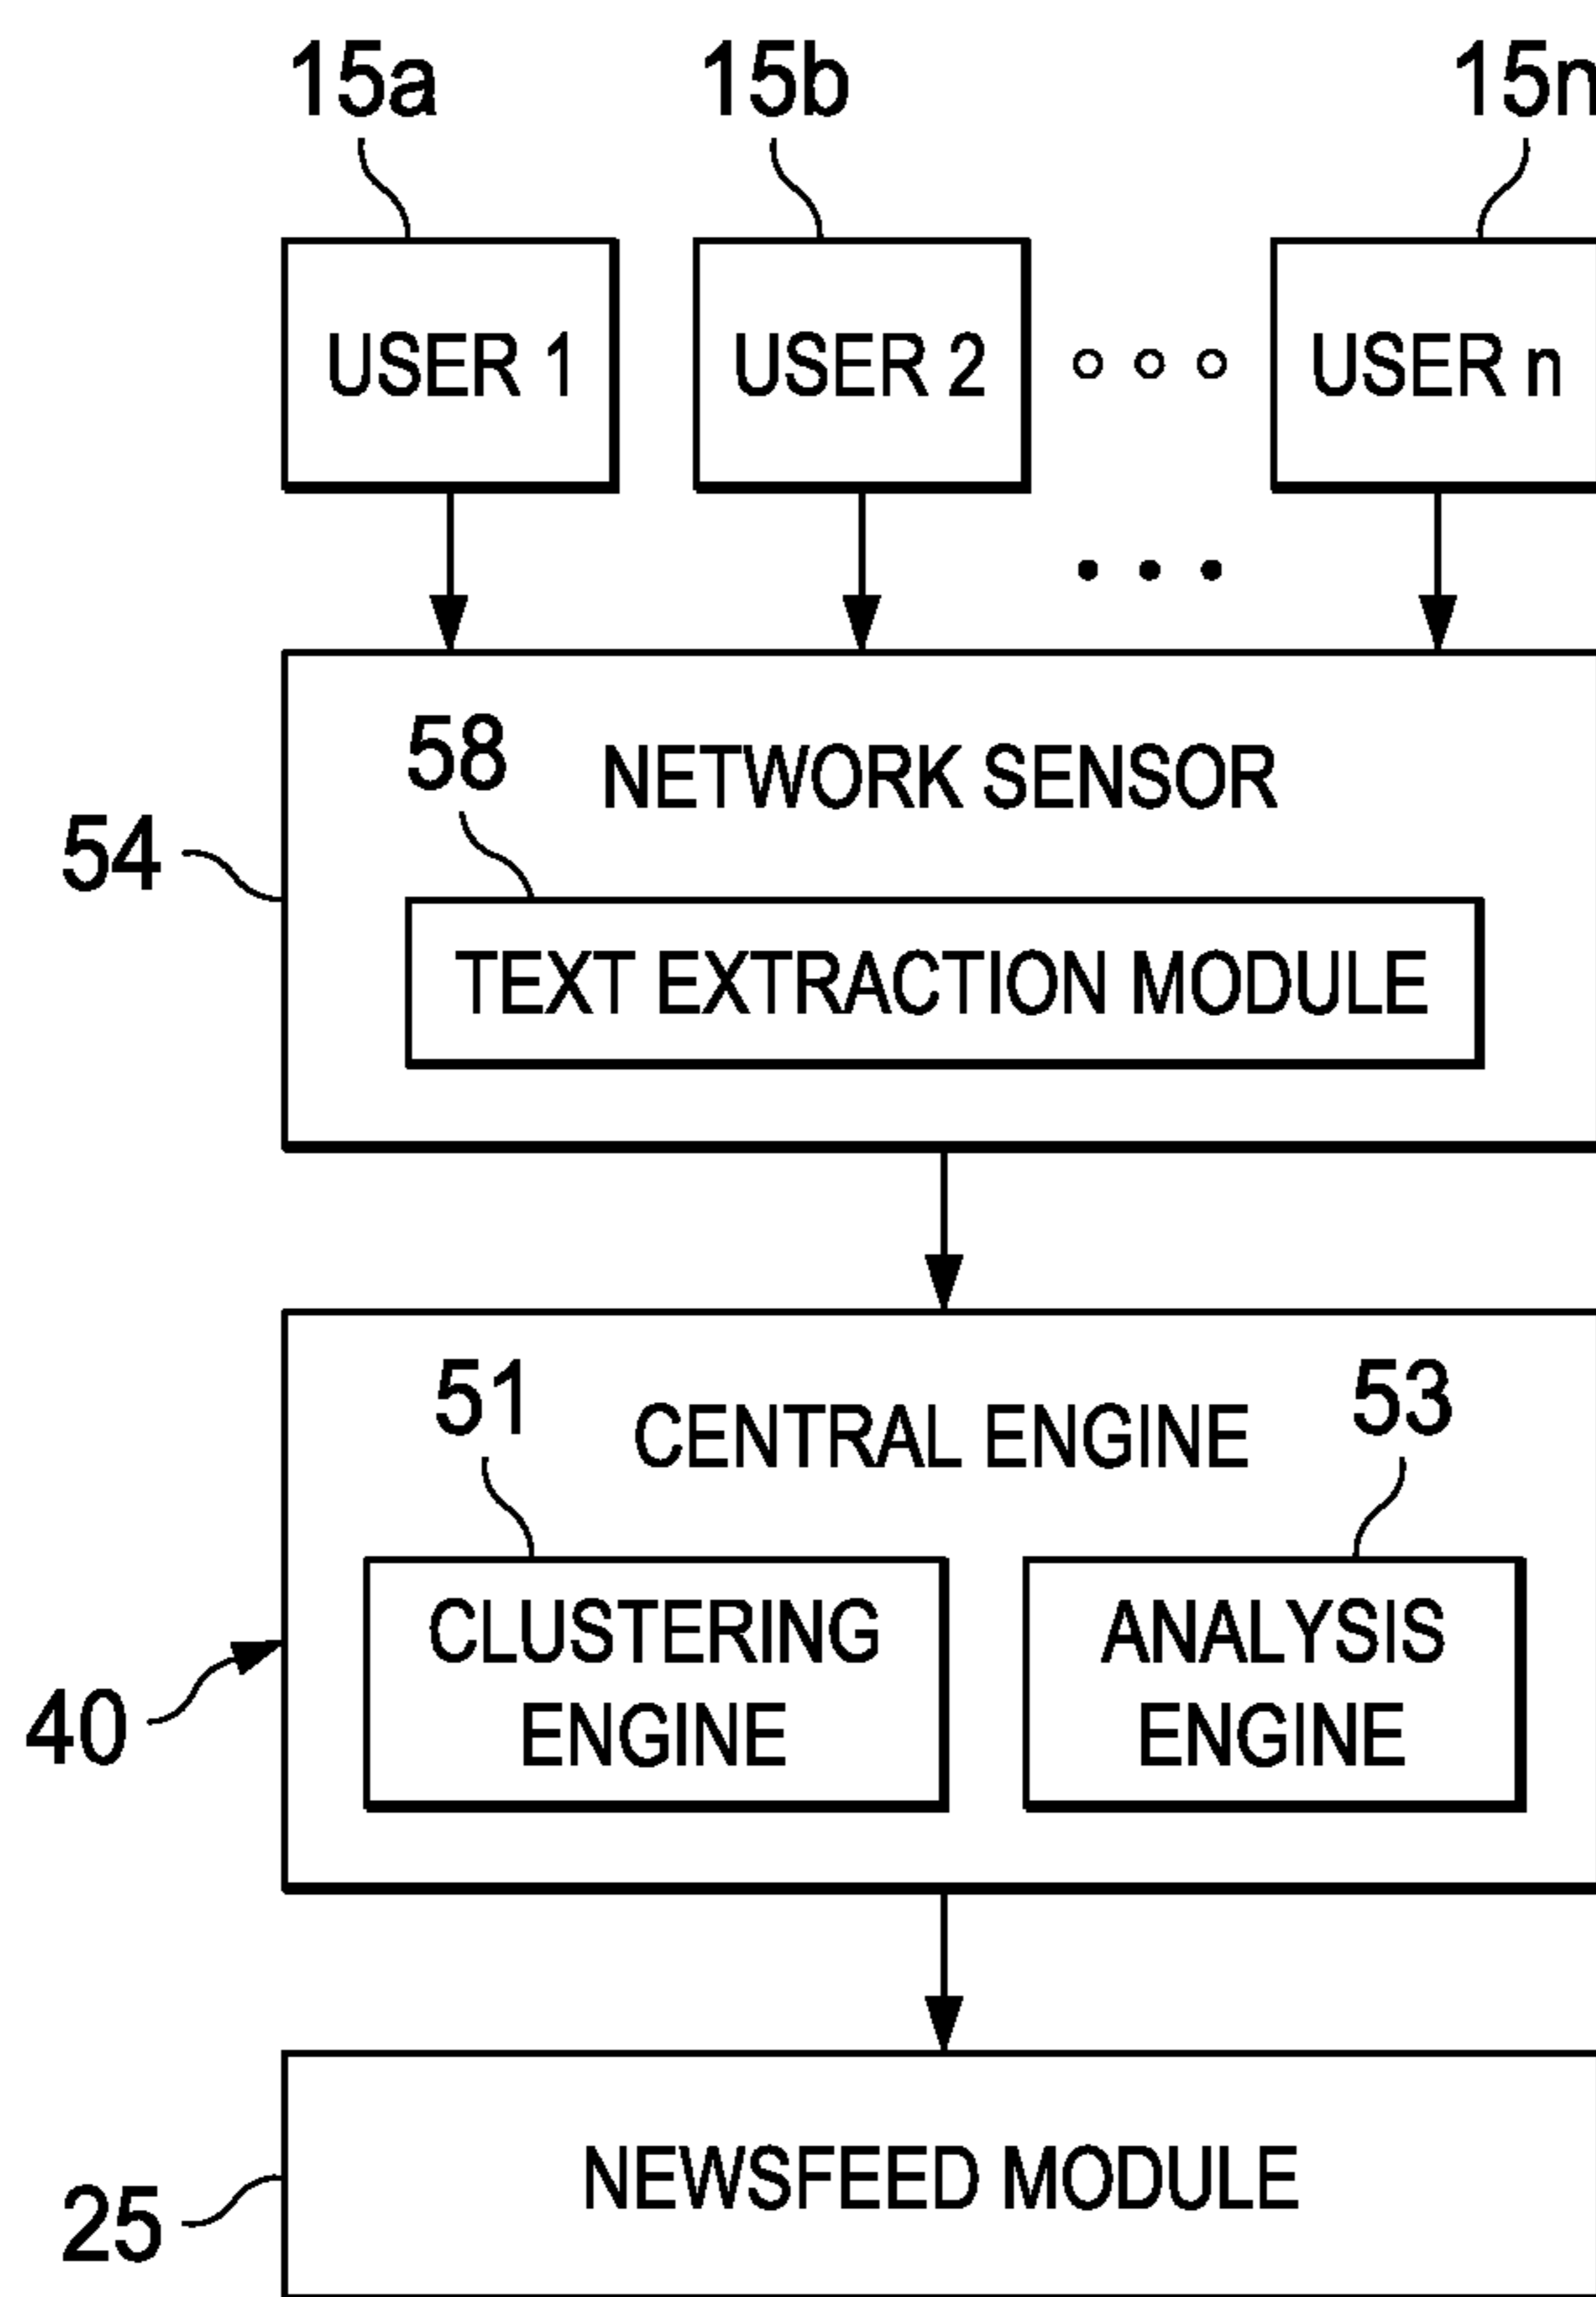 15a 15b 15n
USER 1 USER 2 USER n
58 NETWORK SENSOR
54
TEXT EXTRACTION MODULE
51 CENTRAL ENGINE 53
CLUSTERING ENGINE
ANALYSIS ENGINE
40
NEWSFEED MODULE
25